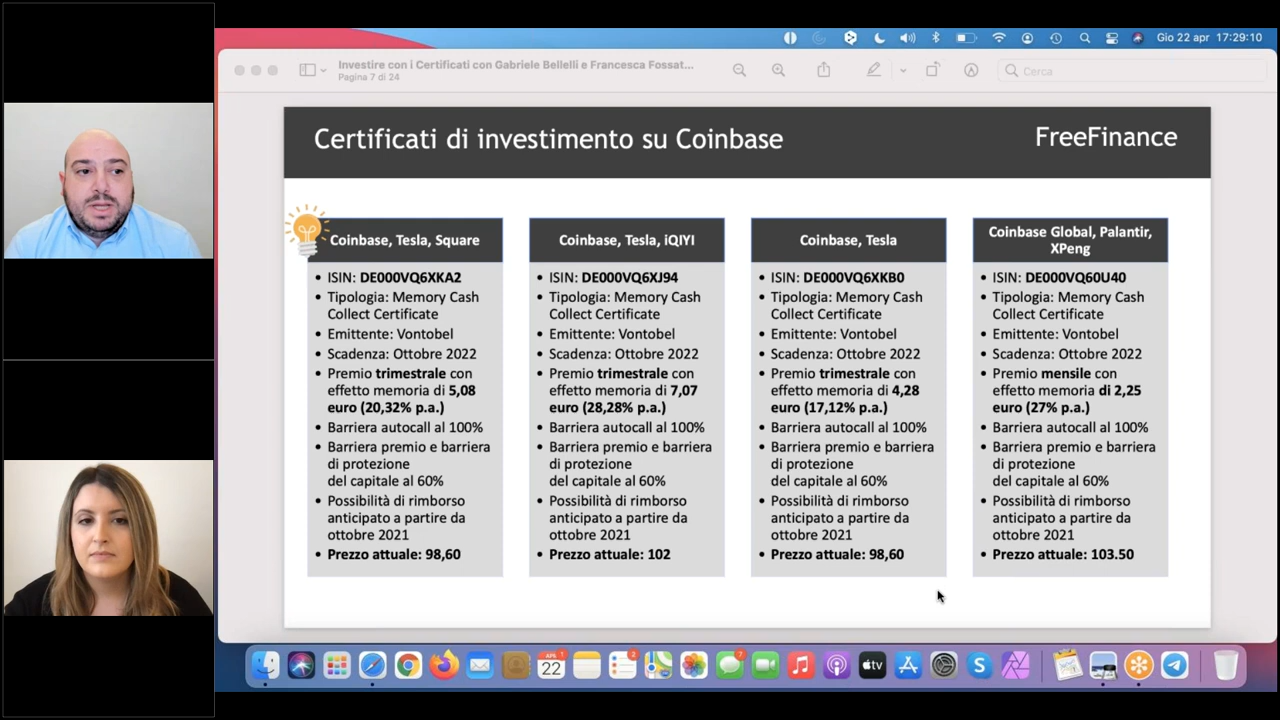 Gio 22 apr 17:29:10
Investire con i Certificati con Gabriele Bellelli e Francesca Fossat...
Pagina 7 di 24
Cerca
Certificati di investimento su Coinbase
FreeFinance
Coinbase, Tesla, Square
• ISIN: DE000VQ6XKA2
• Tipologia: Memory Cash
Collect Certificate
• Emittente: Vontobel
• Scadenza: Ottobre 2022
• Premio trimestrale con
effetto memoria di 5,08
euro (20,32% p.a.)
• Barriera autocall al 100%
• Barriera premio e barriera
di protezione
del capitale al 60%
• Possibilità di rimborso
anticipato a partire da
ottobre 2021
• Prezzo attuale: 98,60
Coinbase, Tesla, iQIYI
• ISIN: DE000VQ6XJ94
• Tipologia: Memory Cash
Collect Certificate
• Emittente: Vontobel
• Scadenza: Ottobre 2022
• Premio trimestrale con
effetto memoria di 7,07
euro (28,28% p.a.)
• Barriera autocall al 100%
• Barriera premio e barriera
di protezione
del capitale al 60%
• Possibilità di rimborso
anticipato a partire da
ottobre 2021
• Prezzo attuale: 102
Coinbase, Tesla
• ISIN: DE000VQ6XKB0
• Tipologia: Memory Cash
Collect Certificate
• Emittente: Vontobel
• Scadenza: Ottobre 2022
• Premio trimestrale con
effetto memoria di 4,28
euro (17,12% p.a.)
• Barriera autocall al 100%
• Barriera premio e barriera
di protezione
del capitale al 60%
• Possibilità di rimborso
anticipato a partire da
ottobre 2021
• Prezzo attuale: 98,60
Coinbase Global, Palantir,
XPeng
• ISIN: DE000VQ60U40
• Tipologia: Memory Cash
Collect Certificate
• Emittente: Vontobel
• Scadenza: Ottobre 2022
• Premio mensile con
effetto memoria di 2,25
euro (27% p.a.)
• Barriera autocall al 100%
• Barriera premio e barriera
di protezione
del capitale al 60%
• Possibilità di rimborso
anticipato a partire da
ottobre 2021
• Prezzo attuale: 103.50
APR
22
tv